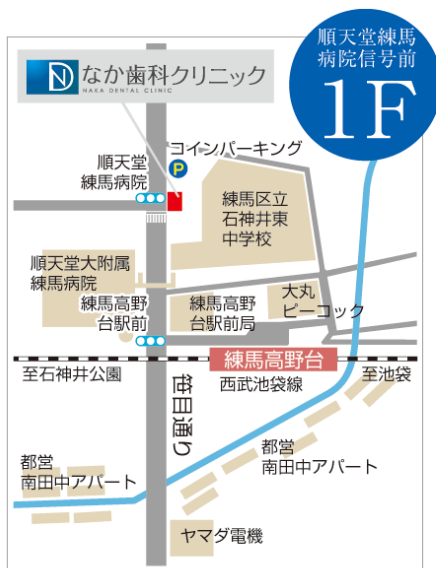 順天堂練馬
病院信号前
1F
なか歯科クリニック
NAKA DENTAL CLINIC
コインパーキング
P
順天堂
練馬病院
練馬区立
石神井東
中学校
順天堂大附属
練馬病院
大丸
ピーコック
練馬高野
台駅前
練馬高野
台駅前局
練馬高野台
至石神井公園
西武池袋線
至池袋
笹目通り
都営
南田中アパート
都営
南田中アパート
ヤマダ電機